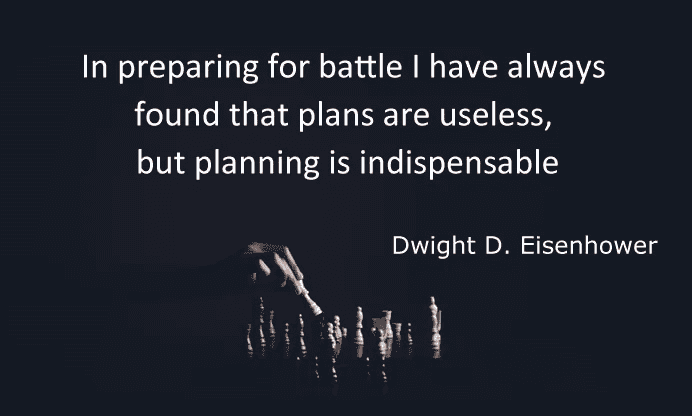 In preparing for battle I have always
found that plans are useless,
but planning is indispensable
Dwight D. Eisenhower